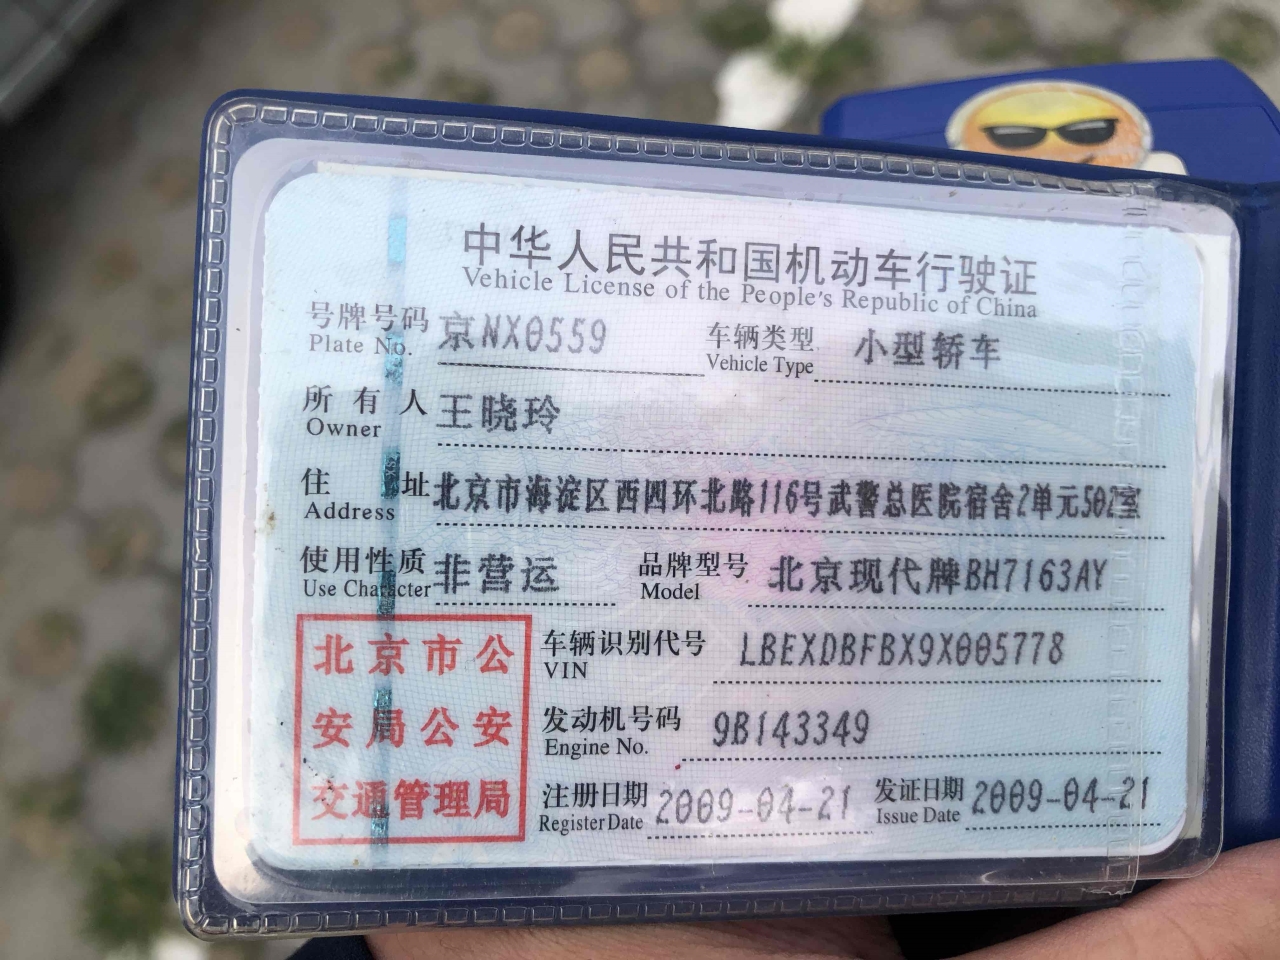 中华人民共和国机动车行驶证
Vehicle License of the People's Republic of China
号牌号码 京NX0559 车辆类型 小型轿车
Plate No. Vehicle Type
所有人 王晓玲
Owner
住址 北京市海淀区西四环北路116号武警总医院宿舍2单元502室
Address
使用性质 非营运 品牌型号 北京现代牌BH7163AY
Use Character Model
车辆识别代号 LBEXDBFBX9X005778
VIN
发动机号码 9B143349
Engine No.
注册日期 2009-04-21 发证日期 2009-04-21
Register Date Issue Date
北京市公
安局公安
交通管理局